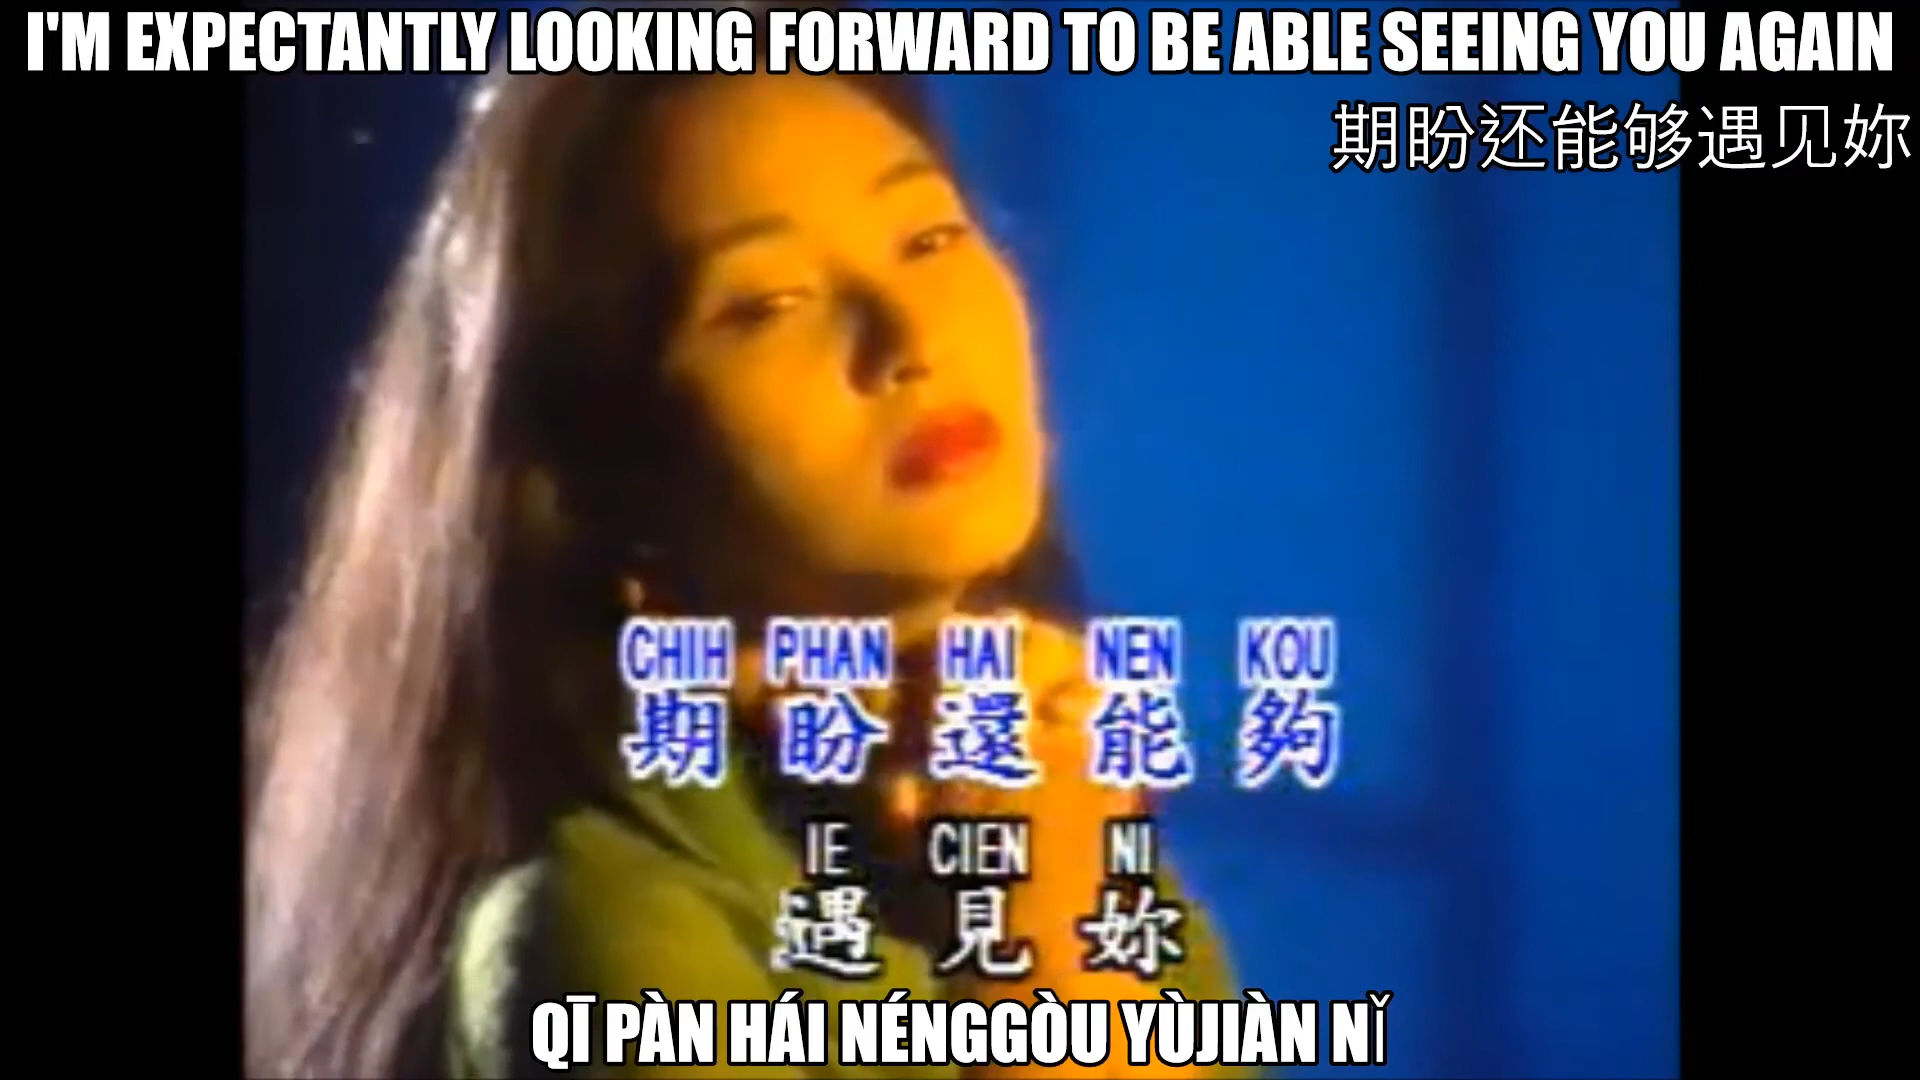 I'M EXPECTANTLY LOOKING FORWARD TO BE ABLE SEEING YOU AGAIN
期盼还能够遇见妳
CHIH PHAN HAI NEN KOU
期盼還能夠
IE CIEN NI
遇見妳
QĪ PÀN HÁI NÉNGGÒU YÙJIÀN NǏ